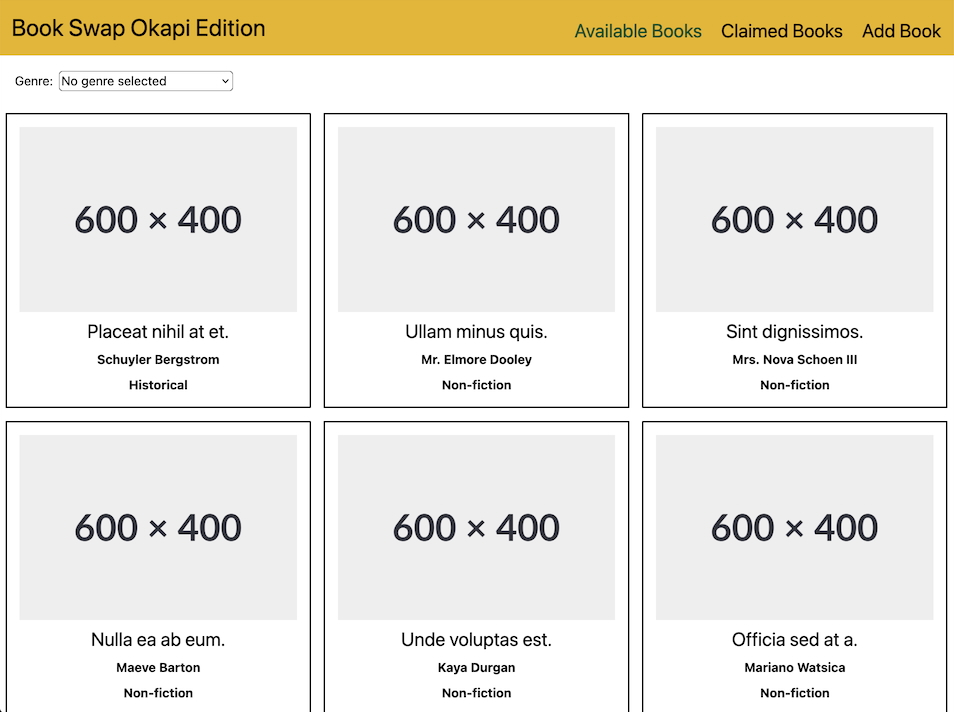 Book Swap Okapi Edition
Available Books Claimed Books Add Book
Genre: No genre selected
600 × 400 600 × 400 600 × 400
Placeat nihil at et. Ullam minus quis. Sint dignissimos.
Schuyler Bergstrom Mr. Elmore Dooley Mrs. Nova Schoen III
Historical Non-fiction Non-fiction
600 × 400 600 × 400 600 × 400
Nulla ea ab eum. Unde voluptas est. Officia sed at a.
Maeve Barton Kaya Durgan Mariano Watsica
Non-fiction Non-fiction Non-fiction